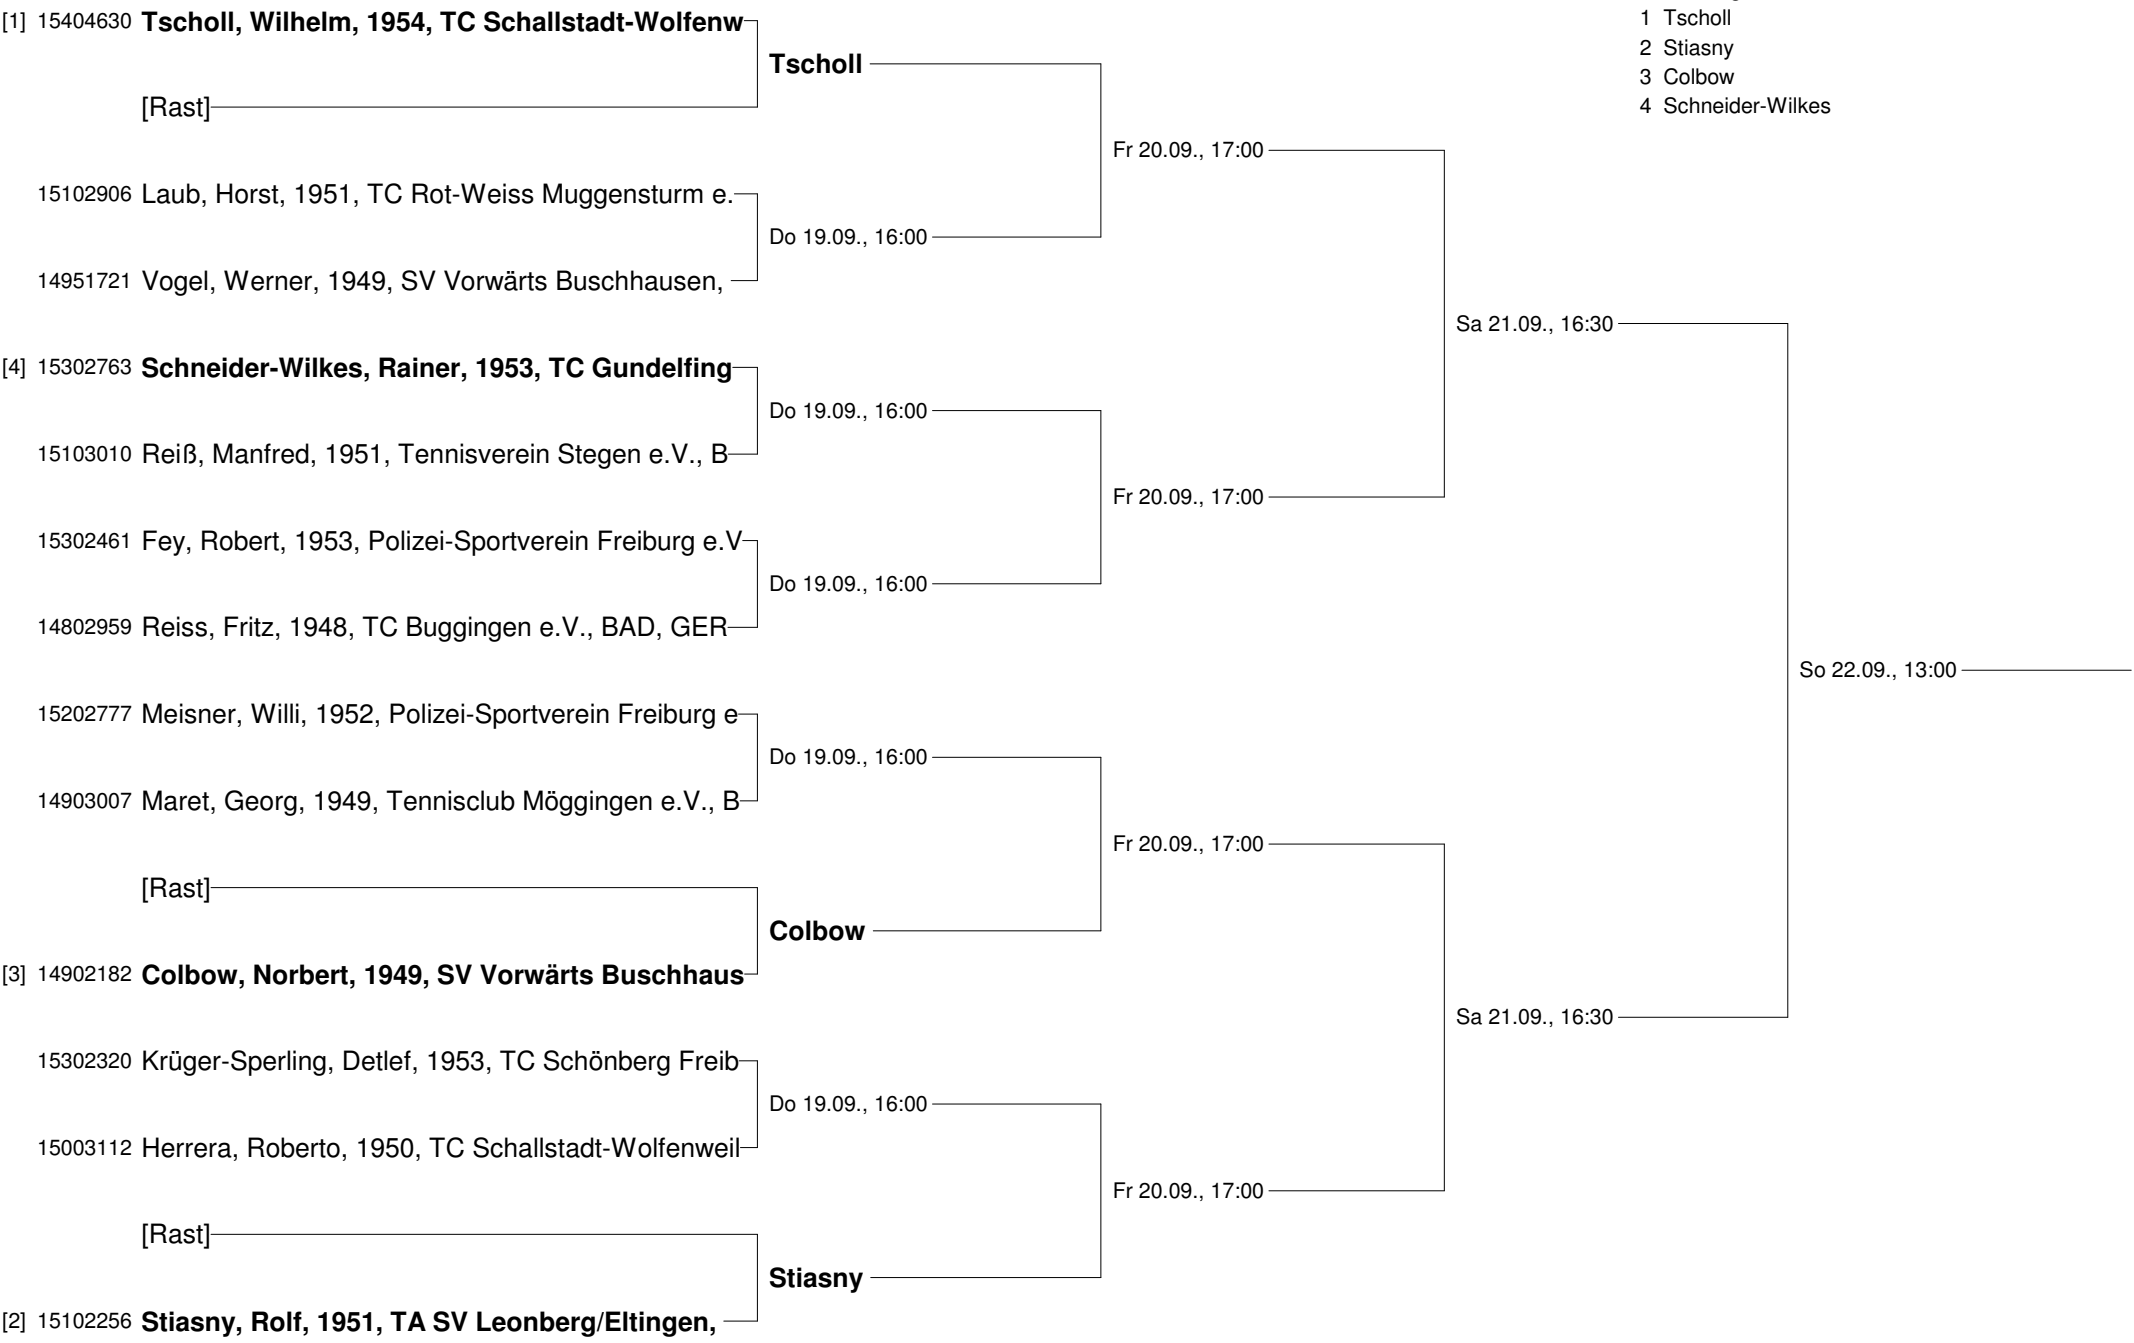 [1] 15404630 Tscholl, Wilhelm, 1954, TC Schallstadt-Wolfenw
1 Tscholl
2 Stiasny
3 Colbow
4 Schneider-Wilkes
Tscholl
[Rast]
Fr 20.09., 17:00
15102906 Laub, Horst, 1951, TC Rot-Weiss Muggensturm e.
Do 19.09., 16:00
14951721 Vogel, Werner, 1949, SV Vorwärts Buschhausen,
Sa 21.09., 16:30
[4] 15302763 Schneider-Wilkes, Rainer, 1953, TC Gundelfing
Do 19.09., 16:00
15103010 Reiß, Manfred, 1951, Tennisverein Stegen e.V., B
Fr 20.09., 17:00
15302461 Fey, Robert, 1953, Polizei-Sportverein Freiburg e.V
Do 19.09., 16:00
14802959 Reiss, Fritz, 1948, TC Buggingen e.V., BAD, GER
So 22.09., 13:00
15202777 Meisner, Willi, 1952, Polizei-Sportverein Freiburg e
Do 19.09., 16:00
14903007 Maret, Georg, 1949, Tennisclub Möggingen e.V., B
Fr 20.09., 17:00
[Rast]
Colbow
[3] 14902182 Colbow, Norbert, 1949, SV Vorwärts Buschhaus
Sa 21.09., 16:30
15302320 Krüger-Sperling, Detlef, 1953, TC Schönberg Freib
Do 19.09., 16:00
15003112 Herrera, Roberto, 1950, TC Schallstadt-Wolfenweil
Fr 20.09., 17:00
[Rast]
Stiasny
[2] 15102256 Stiasny, Rolf, 1951, TA SV Leonberg/Eltingen,